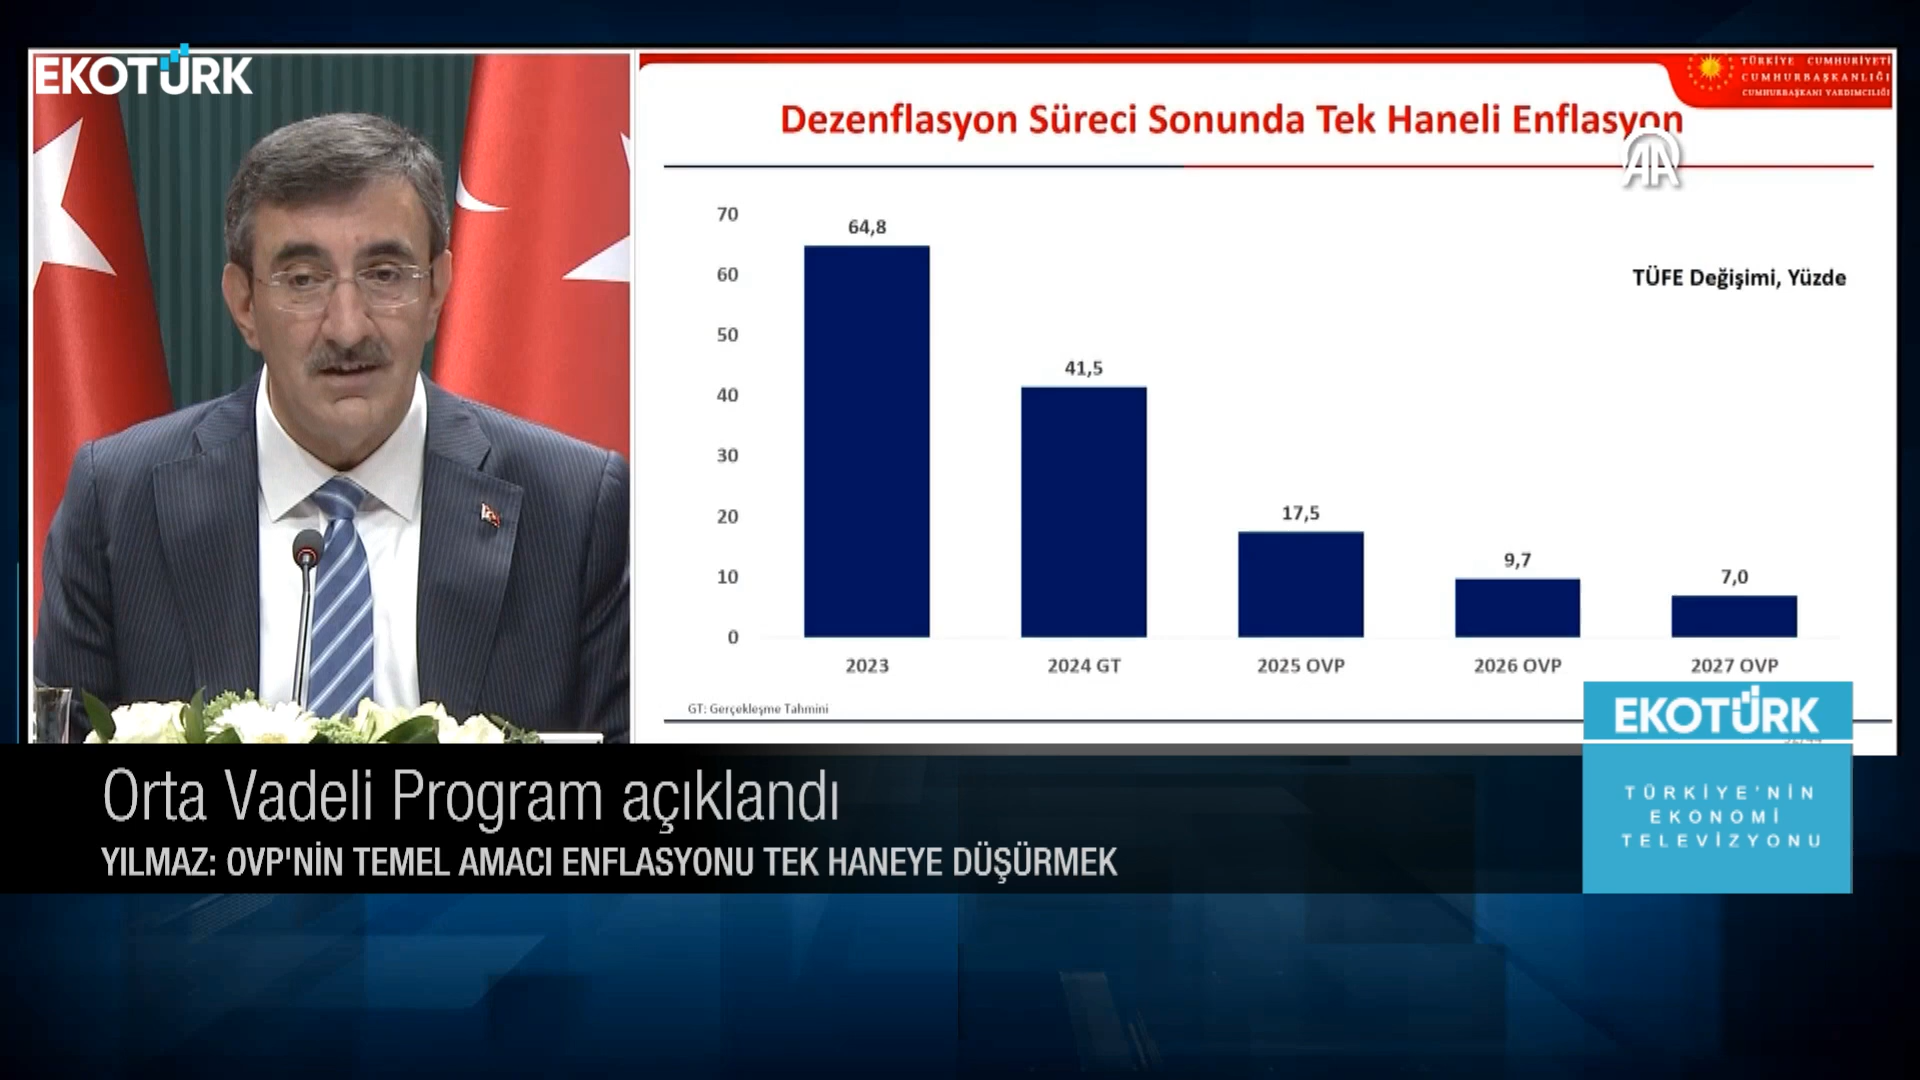 EKOTÜRK
TÜRKİYE CUMHURİYETİ
CUMHURBAŞKANLIĞI
CUMHURBAŞKANI YARDIMCILIĞI
Dezenflasyon Süreci Sonunda Tek Haneli Enflasyon
AA
TÜFE Değişimi, Yüzde
70
60
50
40
30
20
10
0
64,8
41,5
17,5
9,7
7,0
2023
2024 GT
2025 OVP
2026 OVP
2027 OVP
GT: Gerçekleşme Tahmini
EKOTÜRK
TÜRKİYE'NİN
EKONOMİ
TELEVİZYONU
Orta Vadeli Program açıklandı
YILMAZ: OVP'NİN TEMEL AMACI ENFLASYONU TEK HANEYE DÜŞÜRMEK